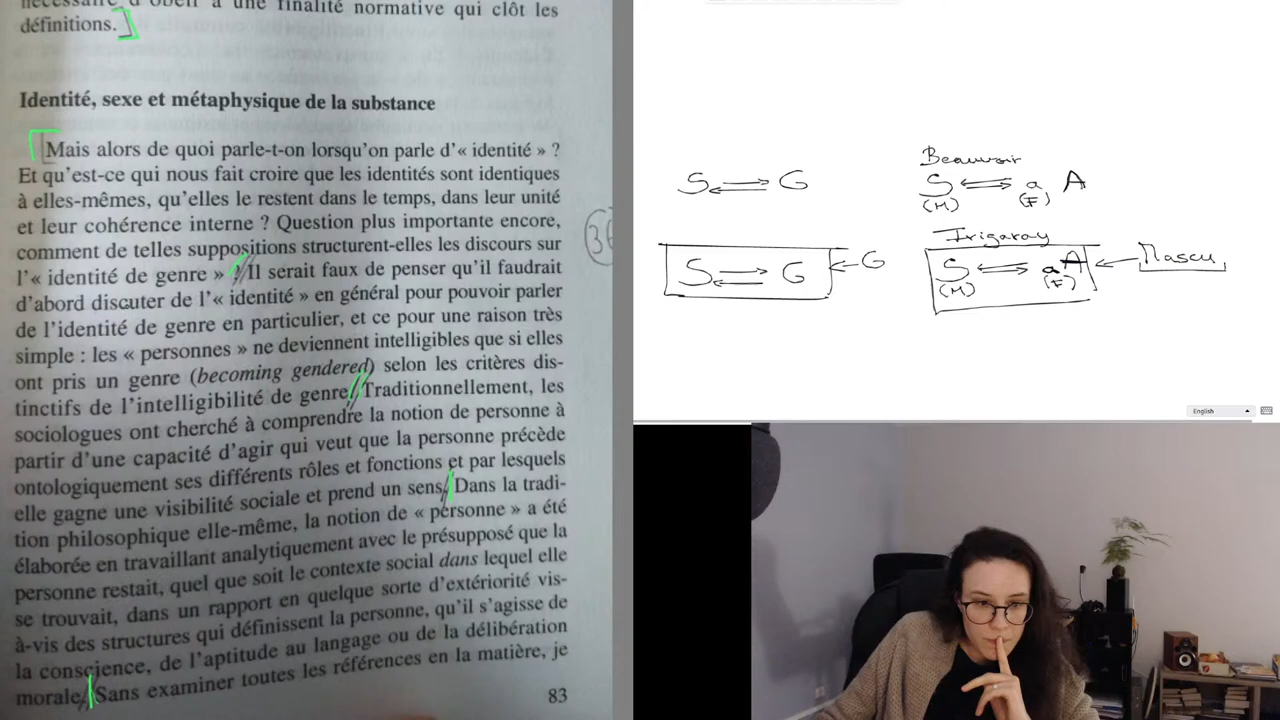 nécessaire d'obéir à une finalité normative qui clôt les
définitions.
Identité, sexe et métaphysique de la substance
Mais alors de quoi parle-t-on lorsqu'on parle d'« identité » ?
Et qu'est-ce qui nous fait croire que les identités sont identiques
à elles-mêmes, qu'elles le restent dans le temps, dans leur unité
et leur cohérence interne ? Question plus importante encore,
comment de telles suppositions structurent-elles les discours sur
l'« identité de genre » ? Il serait faux de penser qu'il faudrait
d'abord discuter de l'« identité » en général pour pouvoir parler
de l'identité de genre en particulier, et ce pour une raison très
simple : les « personnes » ne deviennent intelligibles que si elles
ont pris un genre (becoming gendered) selon les critères dis-
tinctifs de l'intelligibilité de genre. Traditionnellement, les
sociologues ont cherché à comprendre la notion de personne à
partir d'une capacité d'agir qui veut que la personne précède
ontologiquement ses différents rôles et fonctions et par lesquels
elle gagne une visibilité sociale et prend un sens. Dans la tradi-
tion philosophique elle-même, la notion de « personne » a été
élaborée en travaillant analytiquement avec le présupposé que la
personne restait, quel que soit le contexte social dans lequel elle
se trouvait, dans un rapport en quelque sorte d'extériorité vis-
à-vis des structures qui définissent la personne, qu'il s'agisse de
la conscience, de l'aptitude au langage ou de la délibération
morale. Sans examiner toutes les références en la matière, je
83
S G
Beauvoir
S a A
(M) (F)
S G G
Irigaray
S a A Mascu
(M) (F)
English